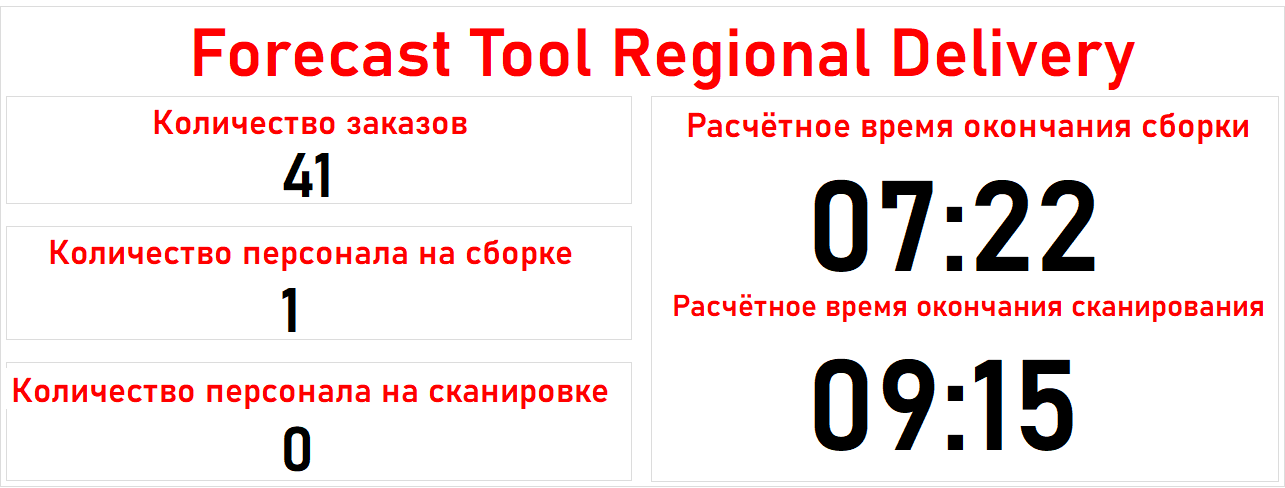 Forecast Tool Regional Delivery
Количество заказов
41
Количество персонала на сборке
1
Количество персонала на сканировке
0
Расчётное время окончания сборки
07:22
Расчётное время окончания сканирования
09:15